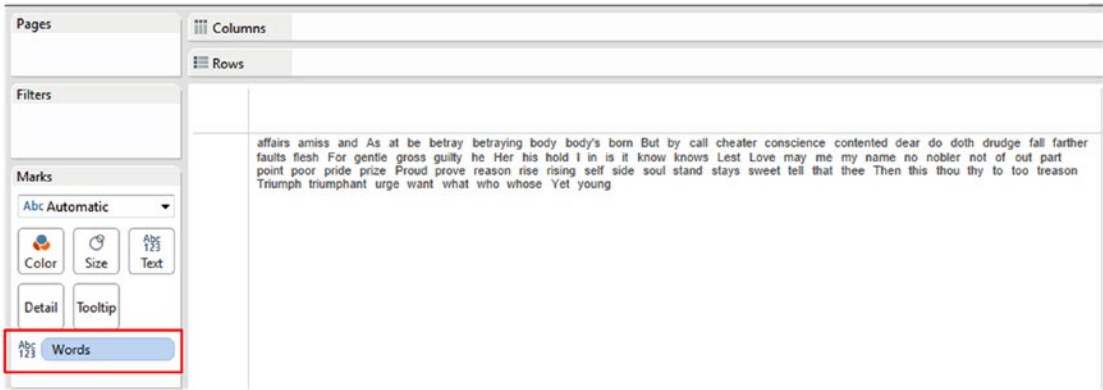 Pages
Columns
Rows
Filters
affairs amiss and As at be betray betraying body body's born But by call cheater conscience contented dear do doth drudge fall farther
faults flesh For gentle gross guilty he Her his hold I in is it know knows Lest Love may me my name no nobler not of out part
point poor pride prize Proud prove reason rise rising self side soul stand stays sweet tell that thee Then this thou thy to too treason
Triumph triumphant urge want what who whose Yet young
Marks
Abc Automatic
Abc
123
Color Size Text
Detail Tooltip
Abc
123 Words